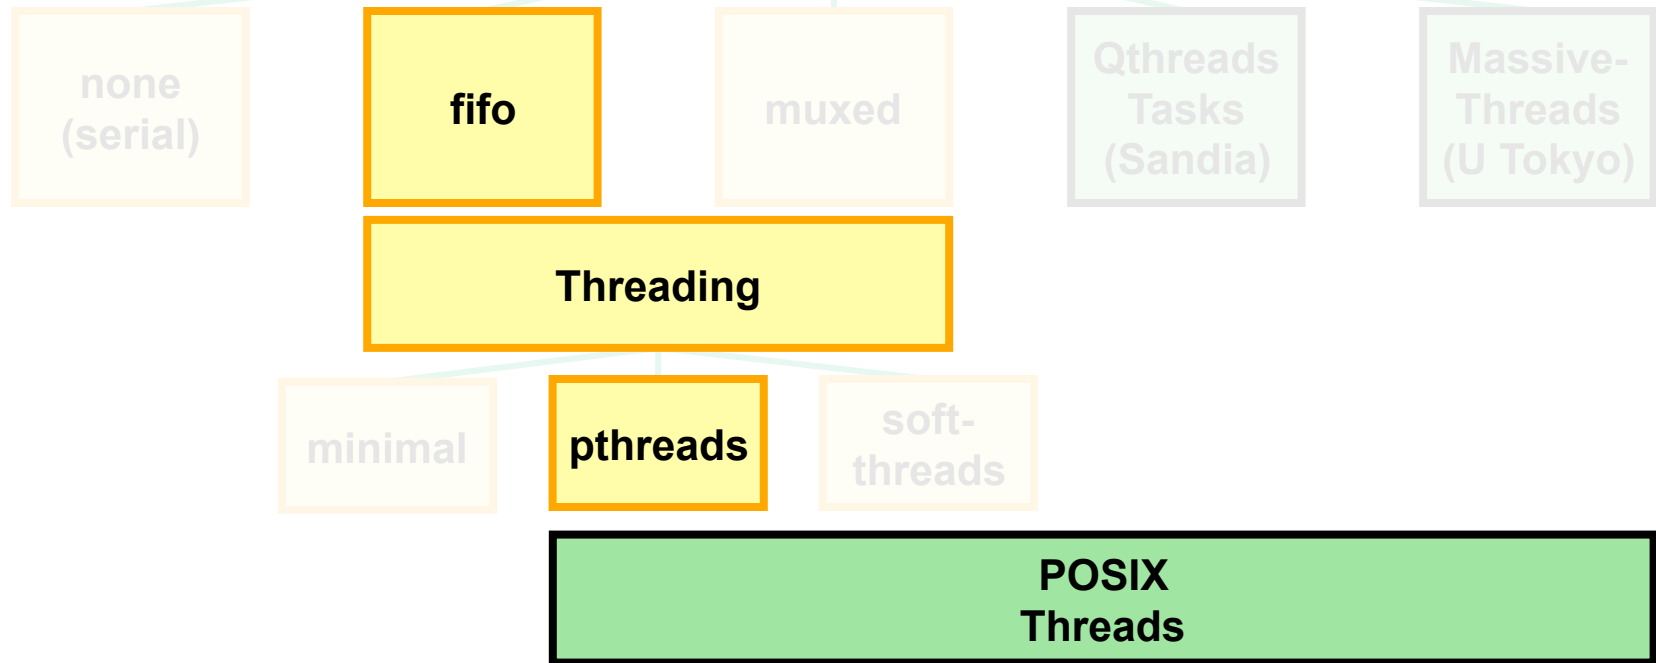 none
(serial)
fifo
muxed
Qthreads
Tasks
(Sandia)
Massive-
Threads
(U Tokyo)
Threading
minimal
pthreads
soft-
threads
POSIX
Threads